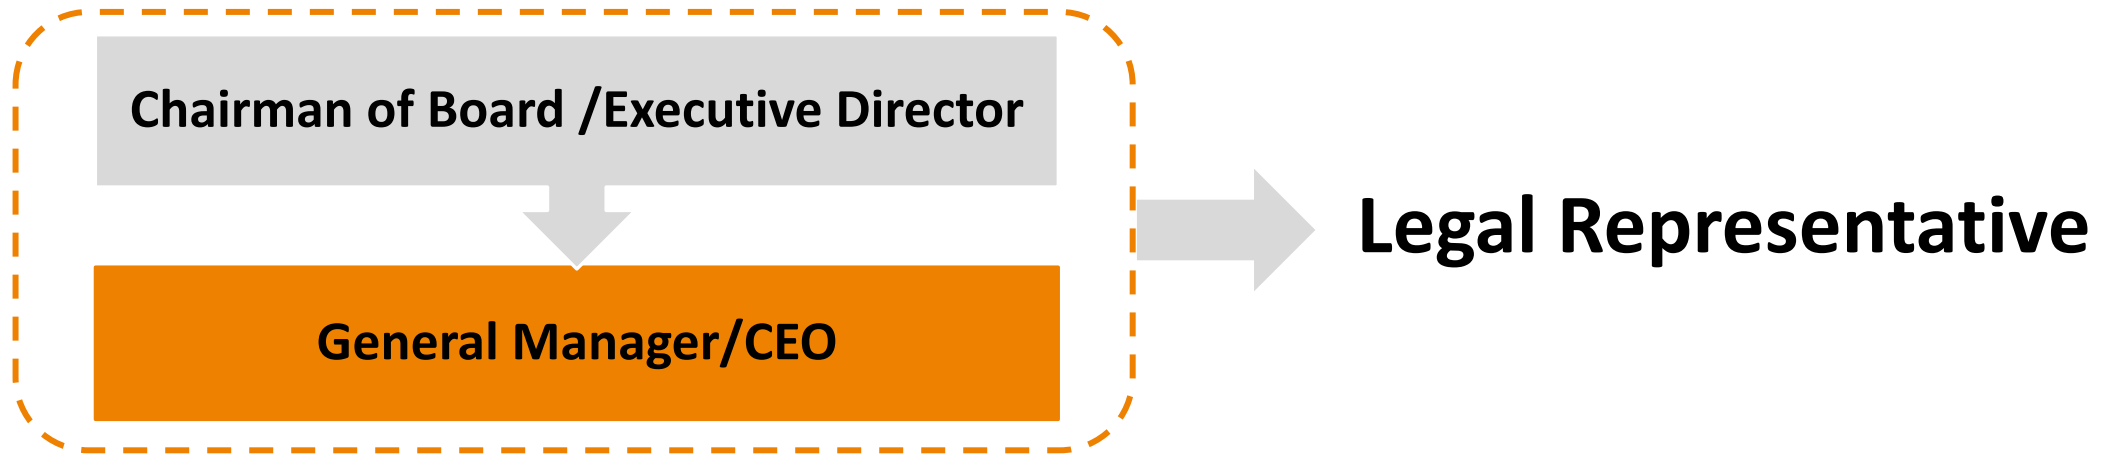 Chairman of Board /Executive Director
General Manager/CEO
Legal Representative